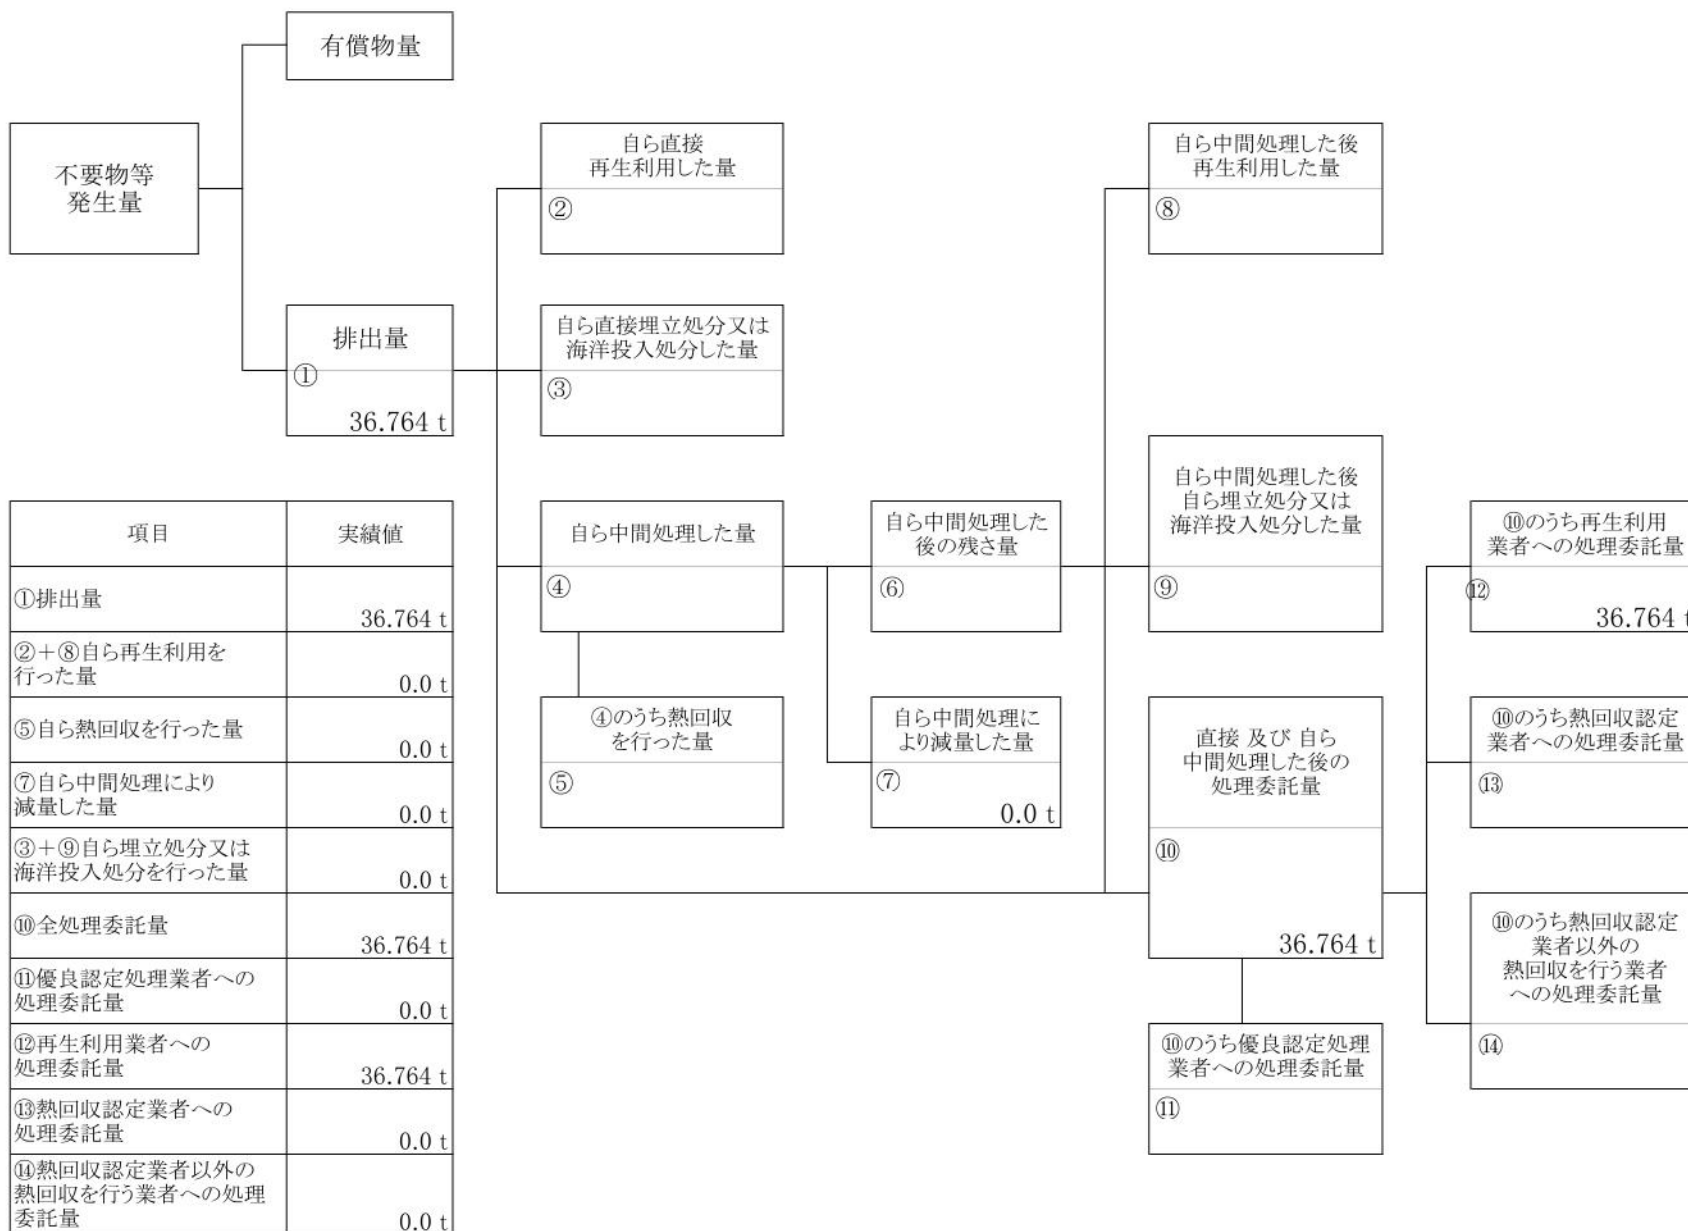 有償物量
不要物等
発生量
排出量
①
36.764 t
自ら直接
再生利用した量
②
自ら直接埋立処分又は
海洋投入処分した量
③
自ら中間処理した量
④
④のうち熱回収
を行った量
⑤
自ら中間処理した
後の残さ量
⑥
自ら中間処理に
より減量した量
⑦
0.0 t
自ら中間処理した後
再生利用した量
⑧
自ら中間処理した後
自ら埋立処分又は
海洋投入処分した量
⑨
直接 及び 自ら
中間処理した後の
処理委託量
⑩
36.764 t
⑩のうち優良認定処理
業者への処理委託量
⑪
⑩のうち再生利用
業者への処理委託量
⑫
36.764 t
⑩のうち熱回収認定
業者への処理委託量
⑬
⑩のうち熱回収認定
業者以外の
熱回収を行う業者
への処理委託量
⑭
項目 実績値
①排出量
36.764 t
②+⑧自ら再生利用を
行った量
0.0 t
⑤自ら熱回収を行った量
0.0 t
⑦自ら中間処理により
減量した量
0.0 t
③+⑨自ら埋立処分又は
海洋投入処分を行った量
0.0 t
⑩全処理委託量
36.764 t
⑪優良認定処理業者への
処理委託量
0.0 t
⑫再生利用業者への
処理委託量
36.764 t
⑬熱回収認定業者への
処理委託量
0.0 t
⑭熱回収認定業者以外の
熱回収を行う業者への処理
委託量
0.0 t